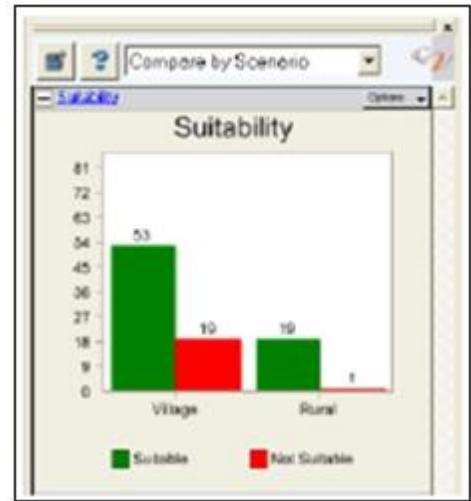 Compare by Scenario
Suitability
Options
Suitability
81
72
63
54
45
36
27
18
9
0
53
19
19
1
Village
Rural
Suitable
Not Suitable